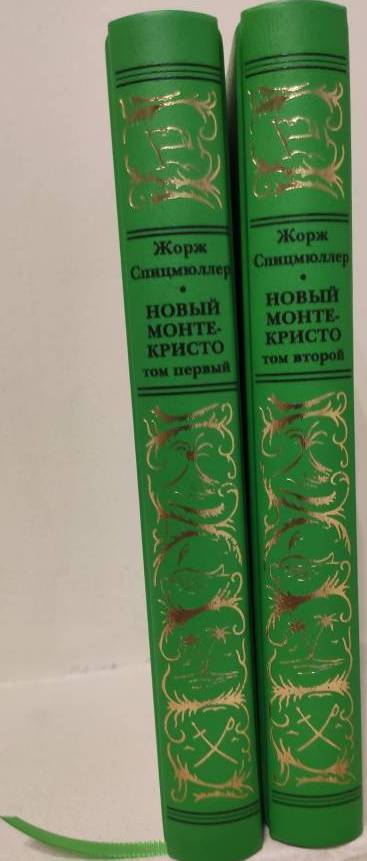 Жорж
Спицмюллер
•
НОВЫЙ
МОНТЕ-
КРИСТО
том первый
Жорж
Спицмюллер
•
НОВЫЙ
МОНТЕ-
КРИСТО
том второй